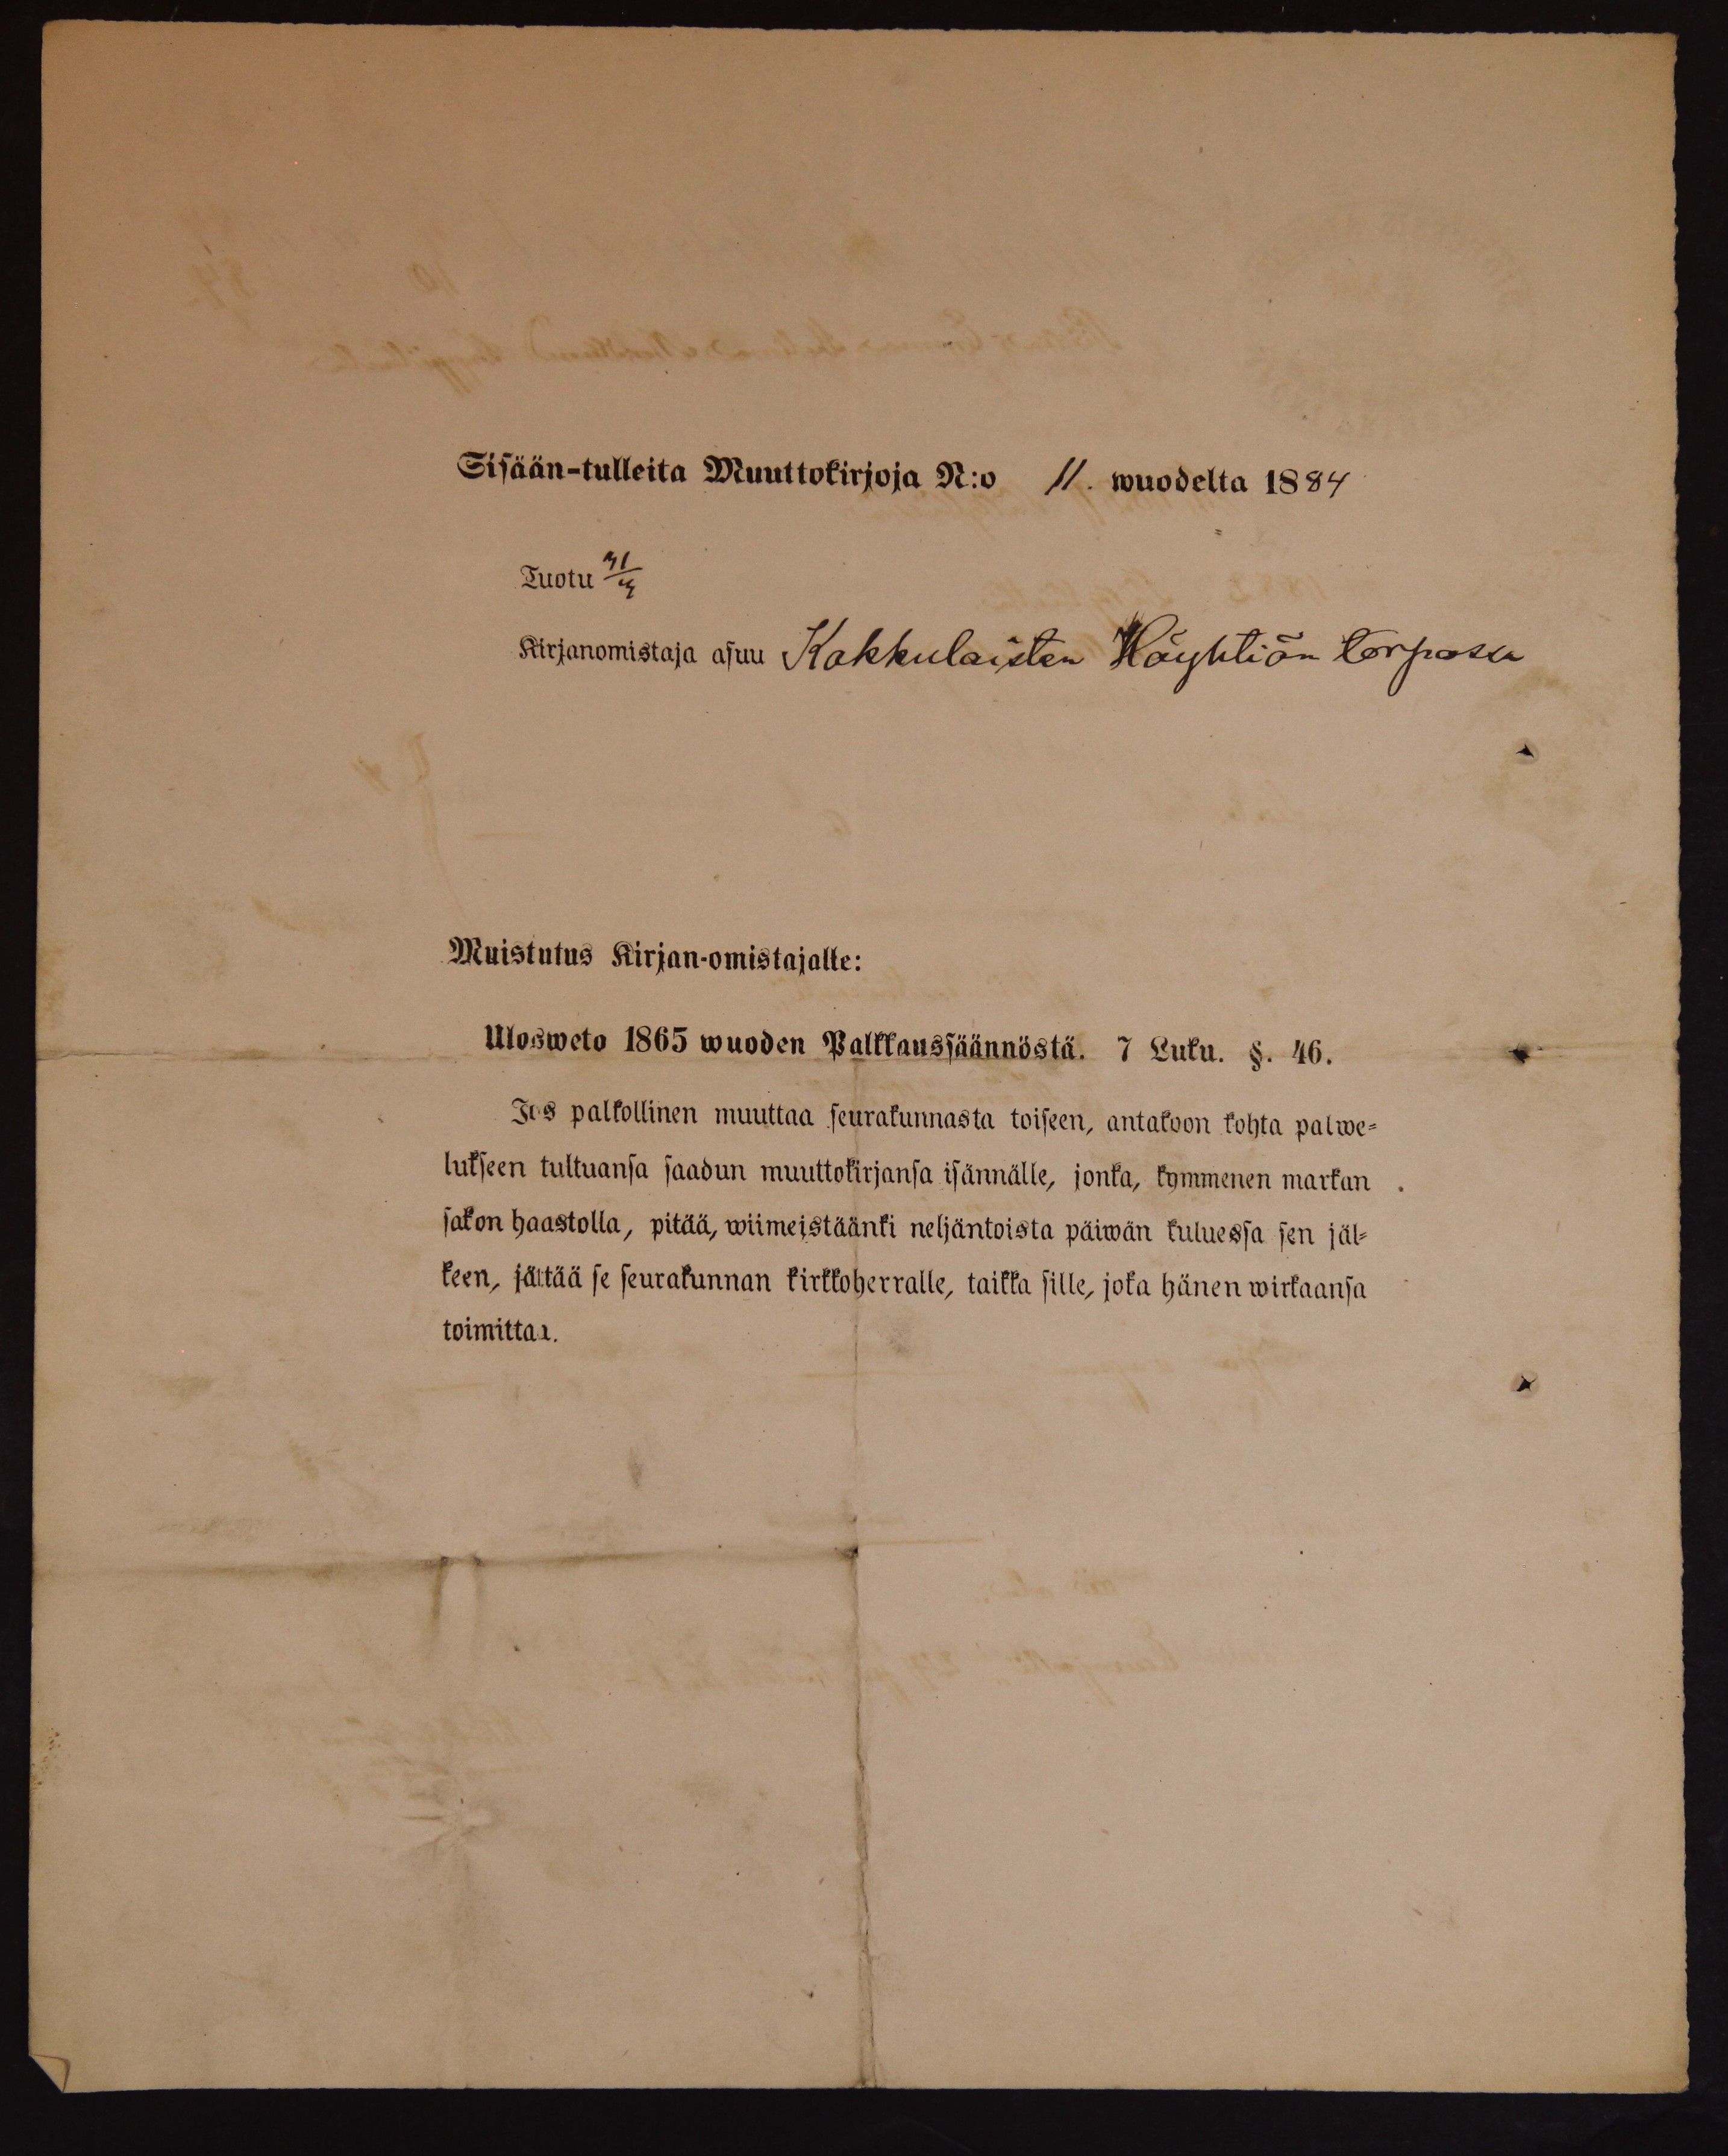 Sisään-tulleita Muuttokirjoja N:o 11. wuodelta 1884
Tuotu
Kirjanomistaja asuu Kakkulaisten Höyhtiön torpassa
Muistutus Kirjan-omistajalle:
Ulosweto 1865 wuoden Palkkaussäännöstä. 7 Luku. §. 46.
Jos palkollinen muuttaa seurakunnasta toiseen, antakoon kohta palwe-
lukseen tultuansa saadun muuttokirjansa isännälle, jonka, kymmenen markan
sakon haastolla, pitää, wiimeistäänki neljäntoista päiwän kuluessa sen jäl-
keen, jättää se seurakunnan kirkkoherralle, taikka sille, joka hänen wirkaansa
toimittaa.